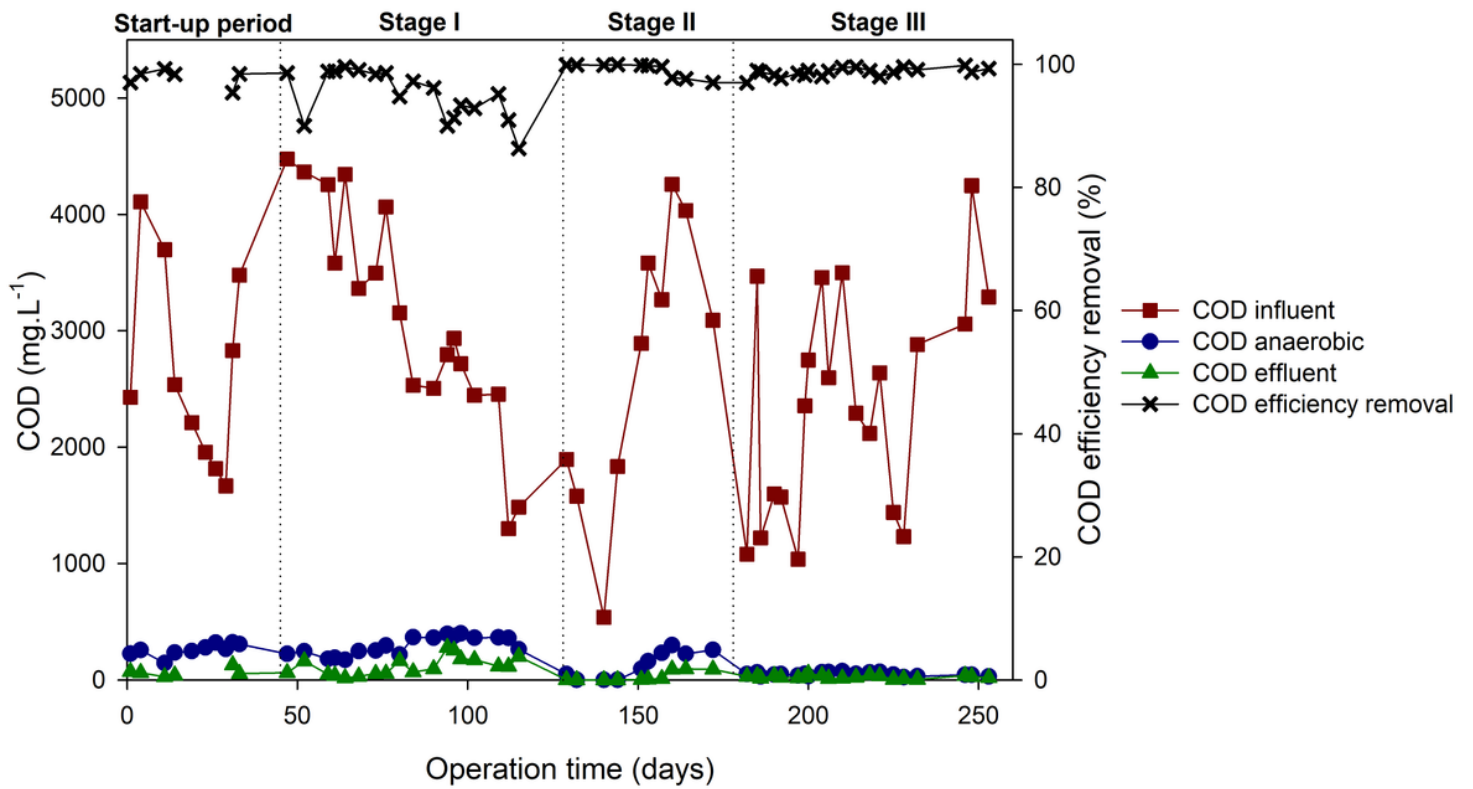 Start-up period Stage I Stage II Stage III
5000
4000
3000
2000
1000
0
COD (mg.L⁻¹)
100
80
60
40
20
0
COD efficiency removal (%)
0 50 100 150 200 250
Operation time (days)
COD influent
COD anaerobic
COD effluent
COD efficiency removal